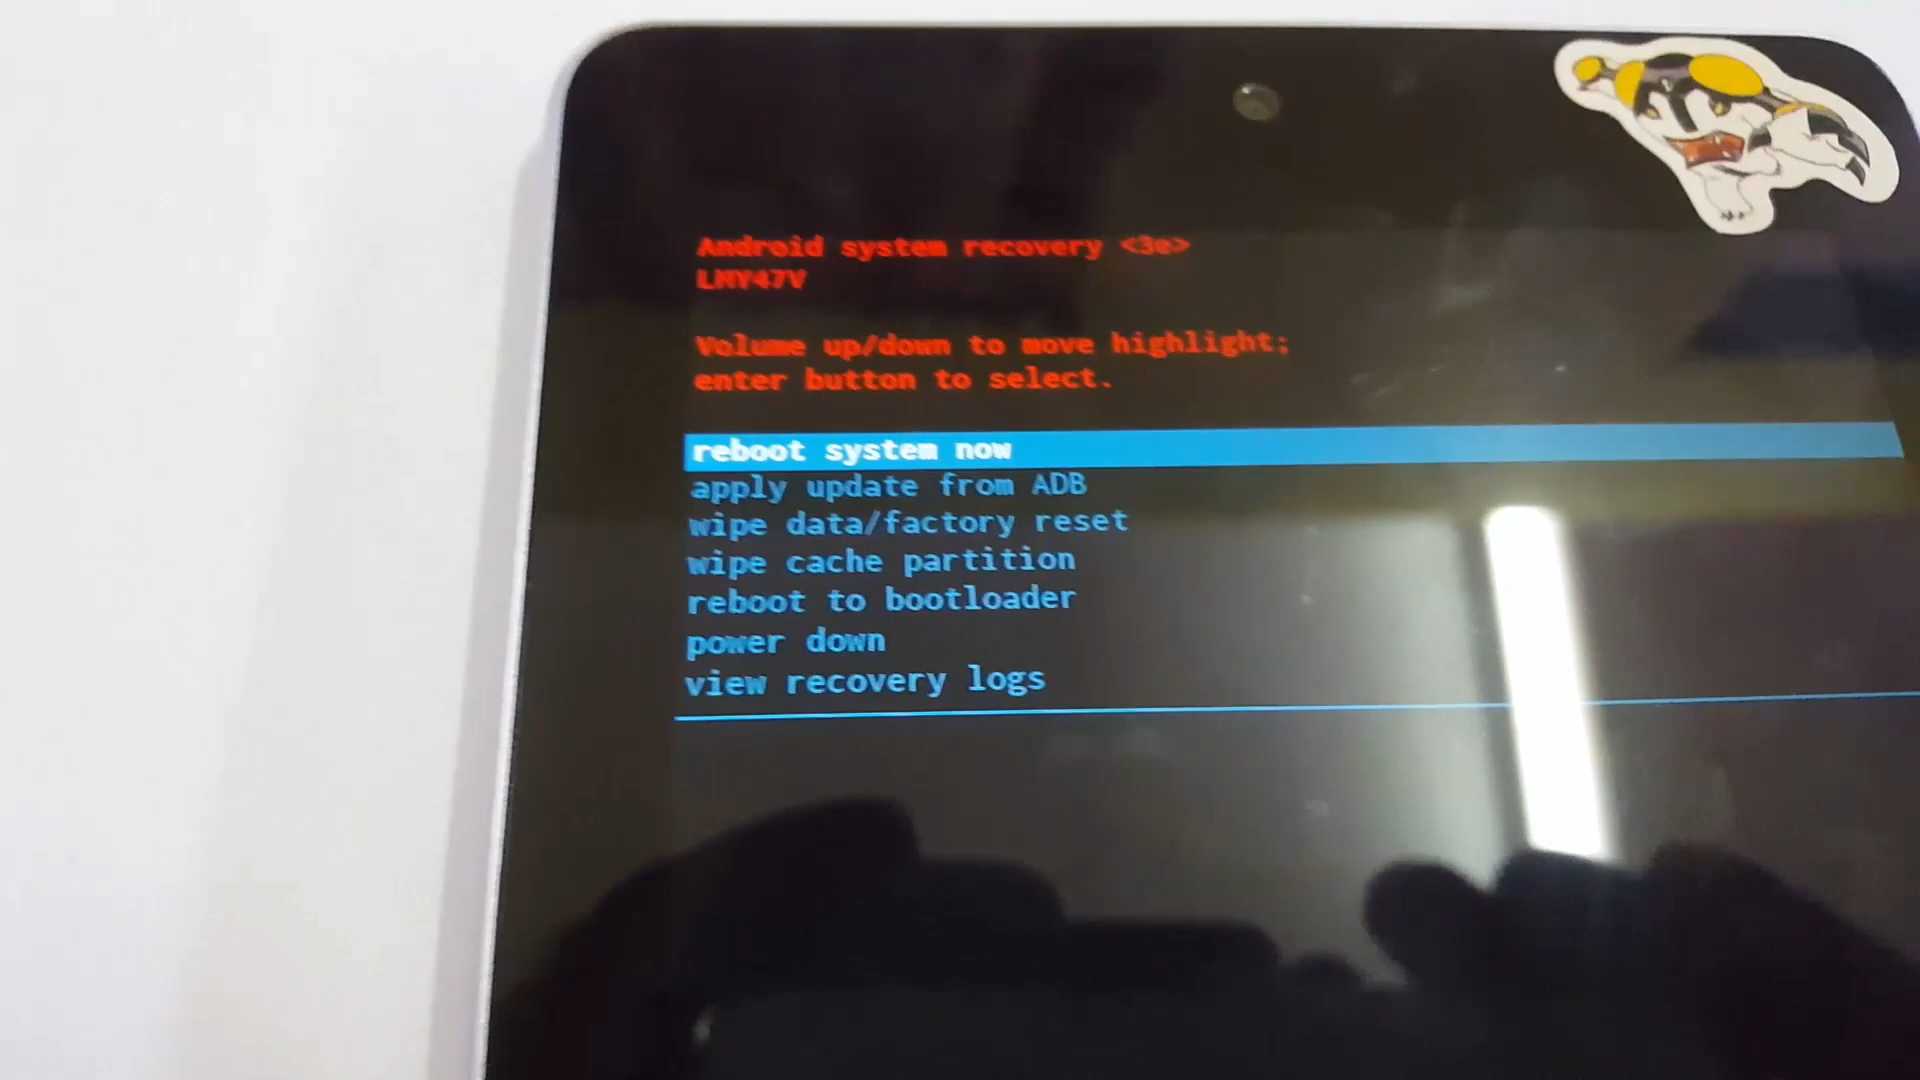 Android system recovery <3e>
LMY47V
Volume up/down to move highlight;
enter button to select.
reboot system now
apply update from ADB
wipe data/factory reset
wipe cache partition
reboot to bootloader
power down
view recovery logs